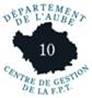 DÉPARTEMENT
DE L'AUBE
10
CENTRE DE GESTION
DE LA F.P.T.